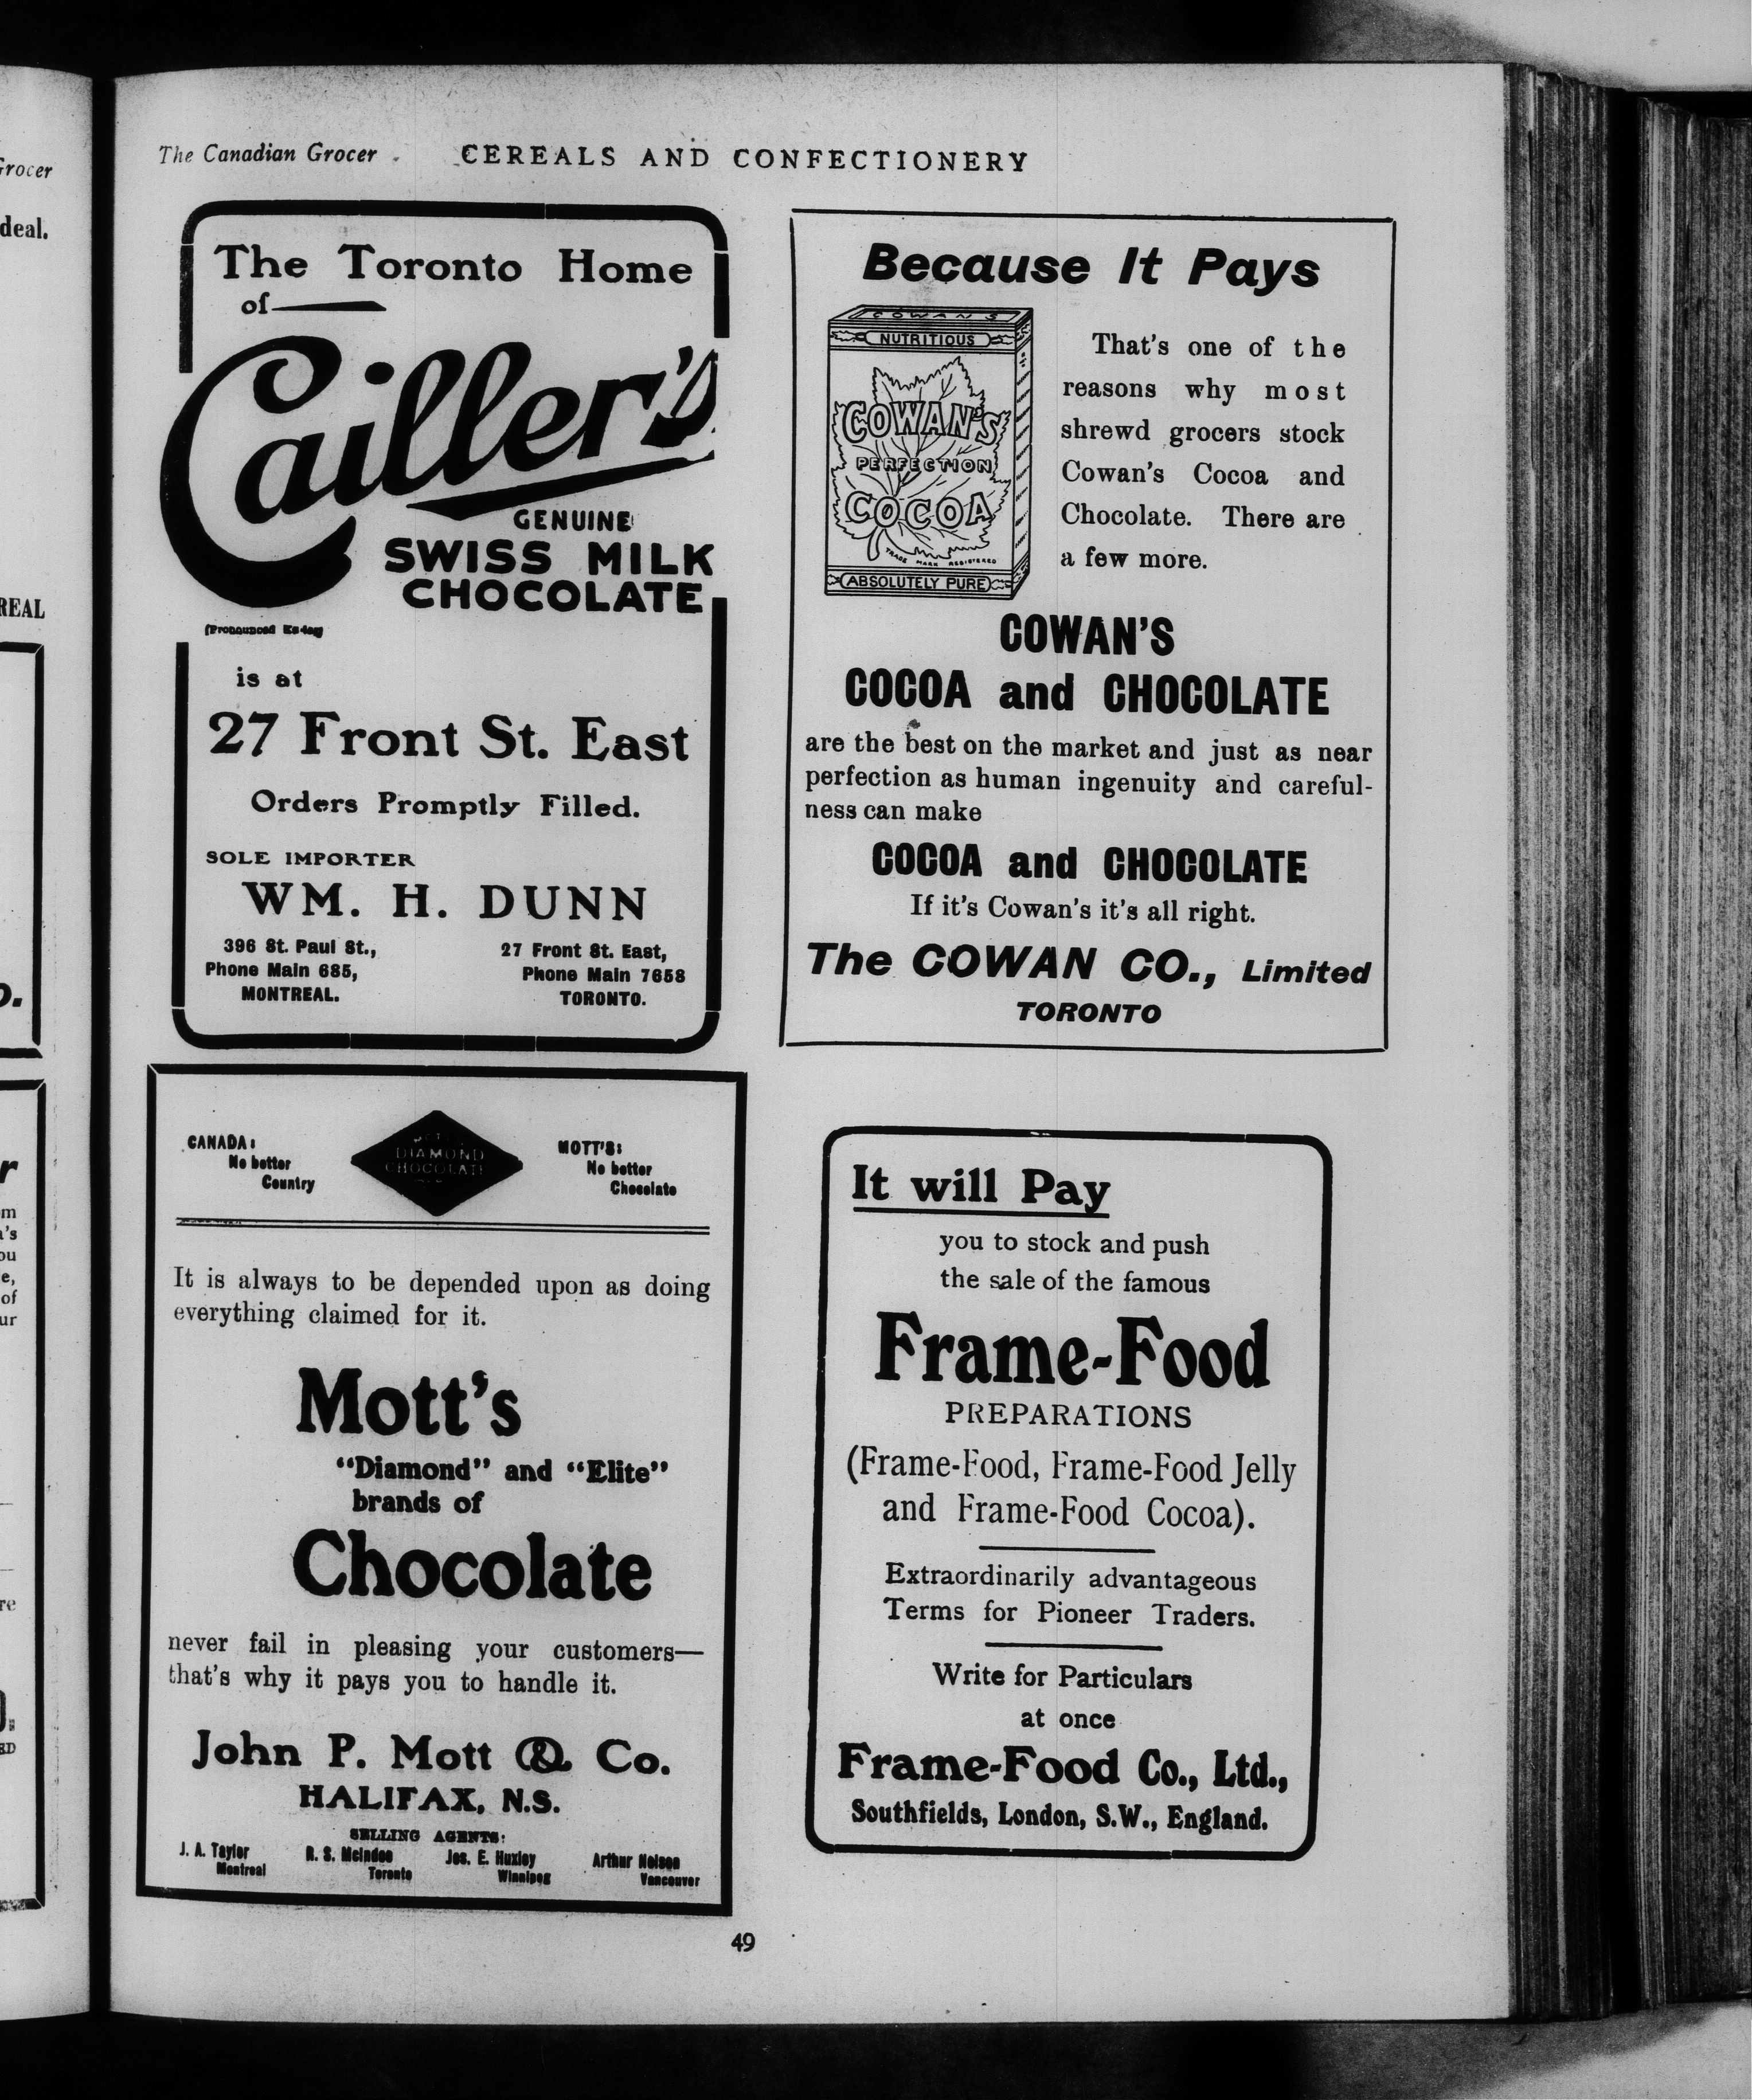 The Canadian Grocer
CEREALS AND CONFECTIONERY
The Toronto Home
of
Cailler's
GENUINE
SWISS MILK
CHOCOLATE
is at
27 Front St. East
Orders Promptly Filled.
SOLE IMPORTER
WM. H. DUNN
396 St. Paul St.,
Phone Main 685,
MONTREAL.
27 Front St. East,
Phone Main 7658
TORONTO.
Because It Pays
COWAN'S
NUTRITIOUS
COWAN'S
PERFECTION
COCOA
TRADE MARK REGISTERED
ABSOLUTELY PURE
That's one of the
reasons why most
shrewd grocers stock
Cowan's Cocoa and
Chocolate. There are
a few more.
COWAN'S
COCOA and CHOCOLATE
are the best on the market and just as near
perfection as human ingenuity and careful-
ness can make
COCOA and CHOCOLATE
If it's Cowan's it's all right.
The COWAN CO., Limited
TORONTO
CANADA:
No better
Country
DIAMOND
CHOCOLATE
MOTT'S:
No better
Chocolate
It is always to be depended upon as doing
everything claimed for it.
Mott's
"Diamond" and "Elite"
brands of
Chocolate
never fail in pleasing your customers—
that's why it pays you to handle it.
John P. Mott & Co.
HALIFAX, N.S.
SELLING AGENTS:
J. A. Taylor
Montreal
R. S. McIndoe
Toronto
Jos. E. Huxley
Winnipeg
Arthur Nelson
Vancouver
It will Pay
you to stock and push
the sale of the famous
Frame-Food
PREPARATIONS
(Frame-Food, Frame-Food Jelly
and Frame-Food Cocoa).
Extraordinarily advantageous
Terms for Pioneer Traders.
Write for Particulars
at once
Frame-Food Co., Ltd.,
Southfields, London, S.W., England.
49